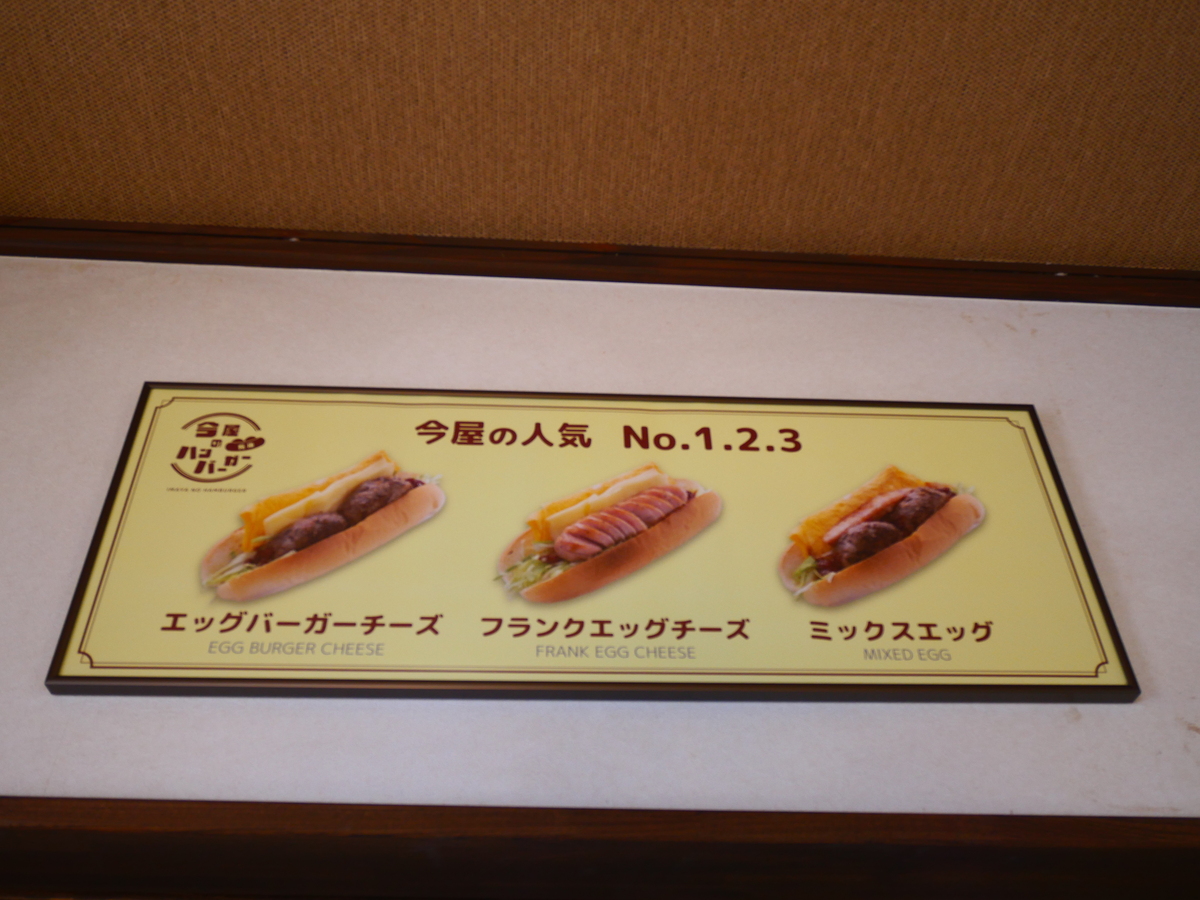 今屋
の
ハン
バーガー
IMAYA NO HAMBURGER
今屋の人気 No.1.2.3
エッグバーガーチーズ
EGG BURGER CHEESE
フランクエッグチーズ
FRANK EGG CHEESE
ミックスエッグ
MIXED EGG